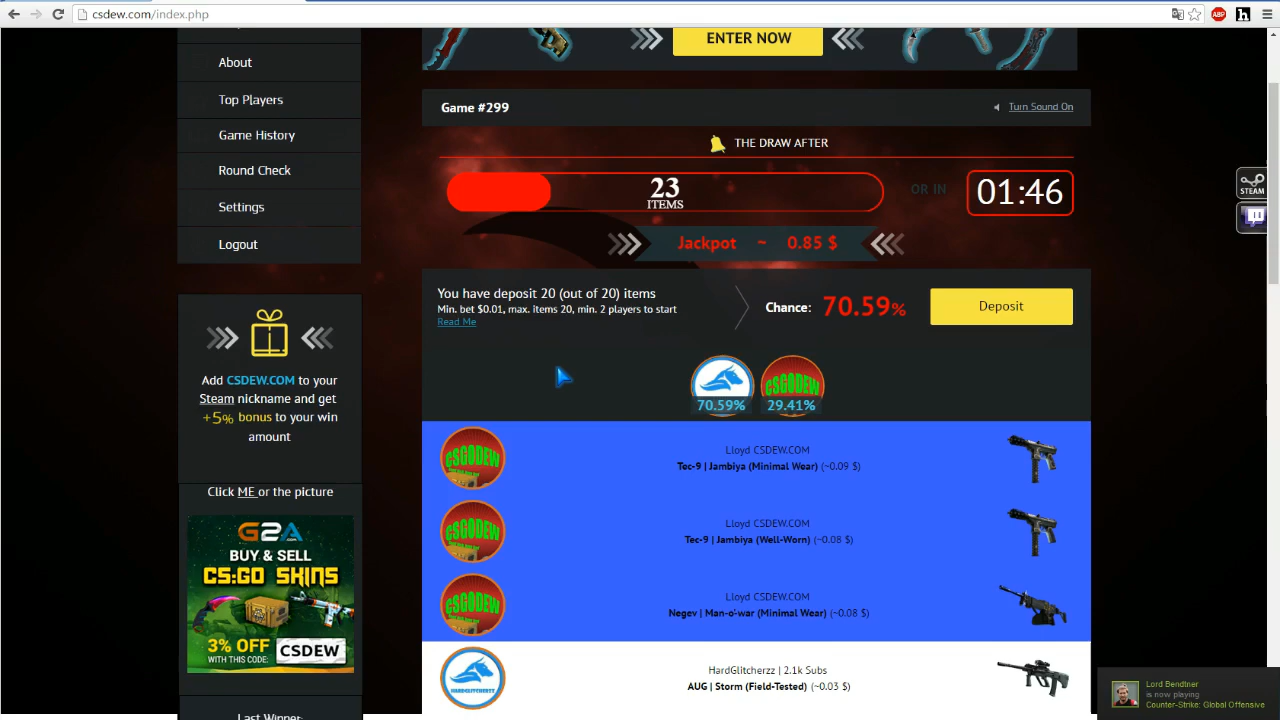 csdew.com/index.php
ABP
h
About
Top Players
Game History
Round Check
Settings
Logout
ENTER NOW
Game #299
Turn Sound On
THE DRAW AFTER
23
ITEMS
OR IN
01:46
Jackpot ~ 0.85 $
STEAM
You have deposit 20 (out of 20) items
Min. bet $0.01, max. items 20, min. 2 players to start
Read Me
Chance: 70.59%
Deposit
70.59%
CSGODEW
29.41%
Add CSDEW.COM to your
Steam nickname and get
+5% bonus to your win
amount
Click ME or the picture
G2A.COM
BUY & SELL
CS:GO SKINS
3% OFF
WITH THIS CODE:
CSDEW
Last Winner:
CSGODEW
Lloyd CSDEW.COM
Tec-9 | Jambiya (Minimal Wear) (~0.09 $)
CSGODEW
Lloyd CSDEW.COM
Tec-9 | Jambiya (Well-Worn) (~0.08 $)
CSGODEW
Lloyd CSDEW.COM
Negev | Man-o'-war (Minimal Wear) (~0.08 $)
HARDGLITCHERZZ
HardGlitcherzz | 2.1k Subs
AUG | Storm (Field-Tested) (~0.03 $)
Lord Bendtner
is now playing
Counter-Strike: Global Offensive